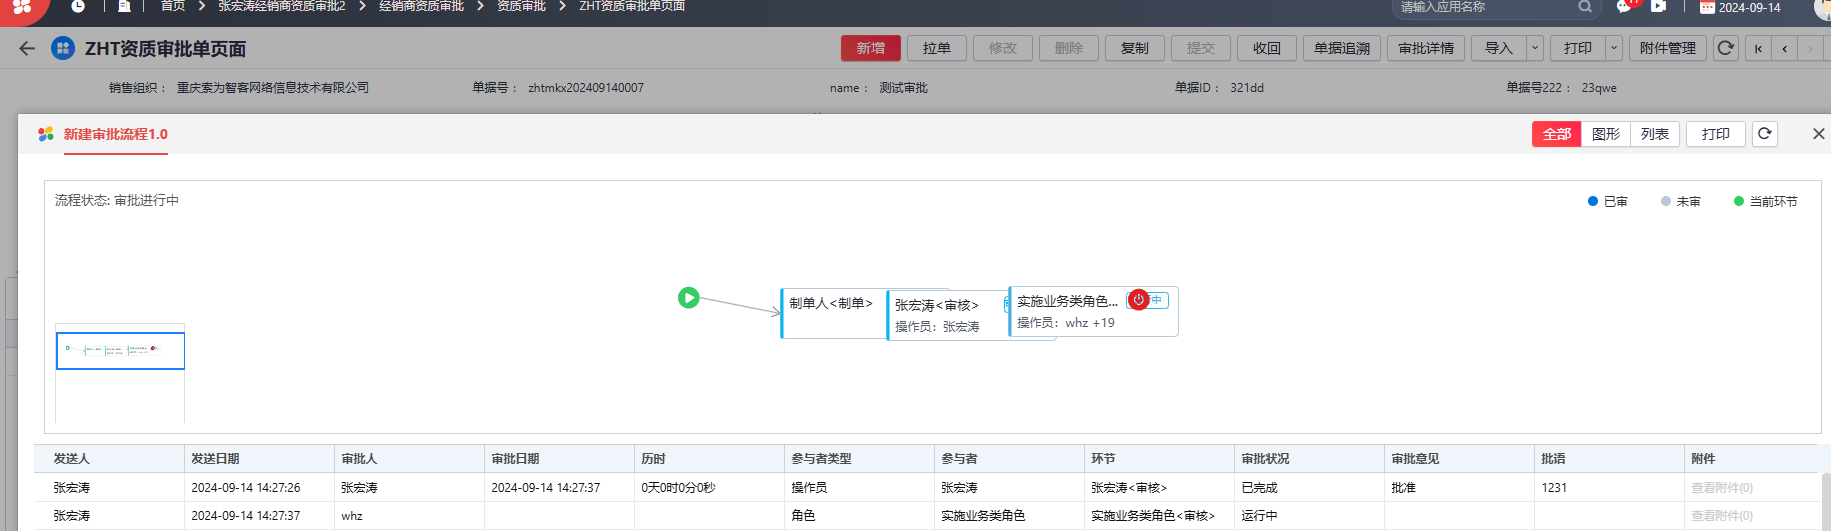 首页 张宏涛经销商资质审批2 经销商资质审批 资质审批 ZHT资质审批单页面 请输入应用名称 2024-09-14
ZHT资质审批单页面 新增 拉单 修改 删除 复制 提交 收回 单据追溯 审批详情 导入 打印 附件管理
销售组织： 重庆索为智客网络信息技术有限公司 单据号： zhtmkx202409140007 name： 测试审批 单据ID： 321dd 单据号222： 23qwe
新建审批流程1.0 全部 图形 列表 打印
流程状态: 审批进行中 已审 未审 当前环节
制单人<制单> 张宏涛<审核> 实施业务类角色... 中
操作员：张宏涛 操作员：whz +19
发送人 发送日期 审批人 审批日期 历时 参与者类型 参与者 环节 审批状况 审批意见 批语 附件
张宏涛 2024-09-14 14:27:26 张宏涛 2024-09-14 14:27:37 0天0时0分0秒 操作员 张宏涛 张宏涛<审核> 已完成 批准 1231 查看附件(0)
张宏涛 2024-09-14 14:27:37 whz 角色 实施业务类角色 实施业务类角色<审核> 运行中 查看附件(0)